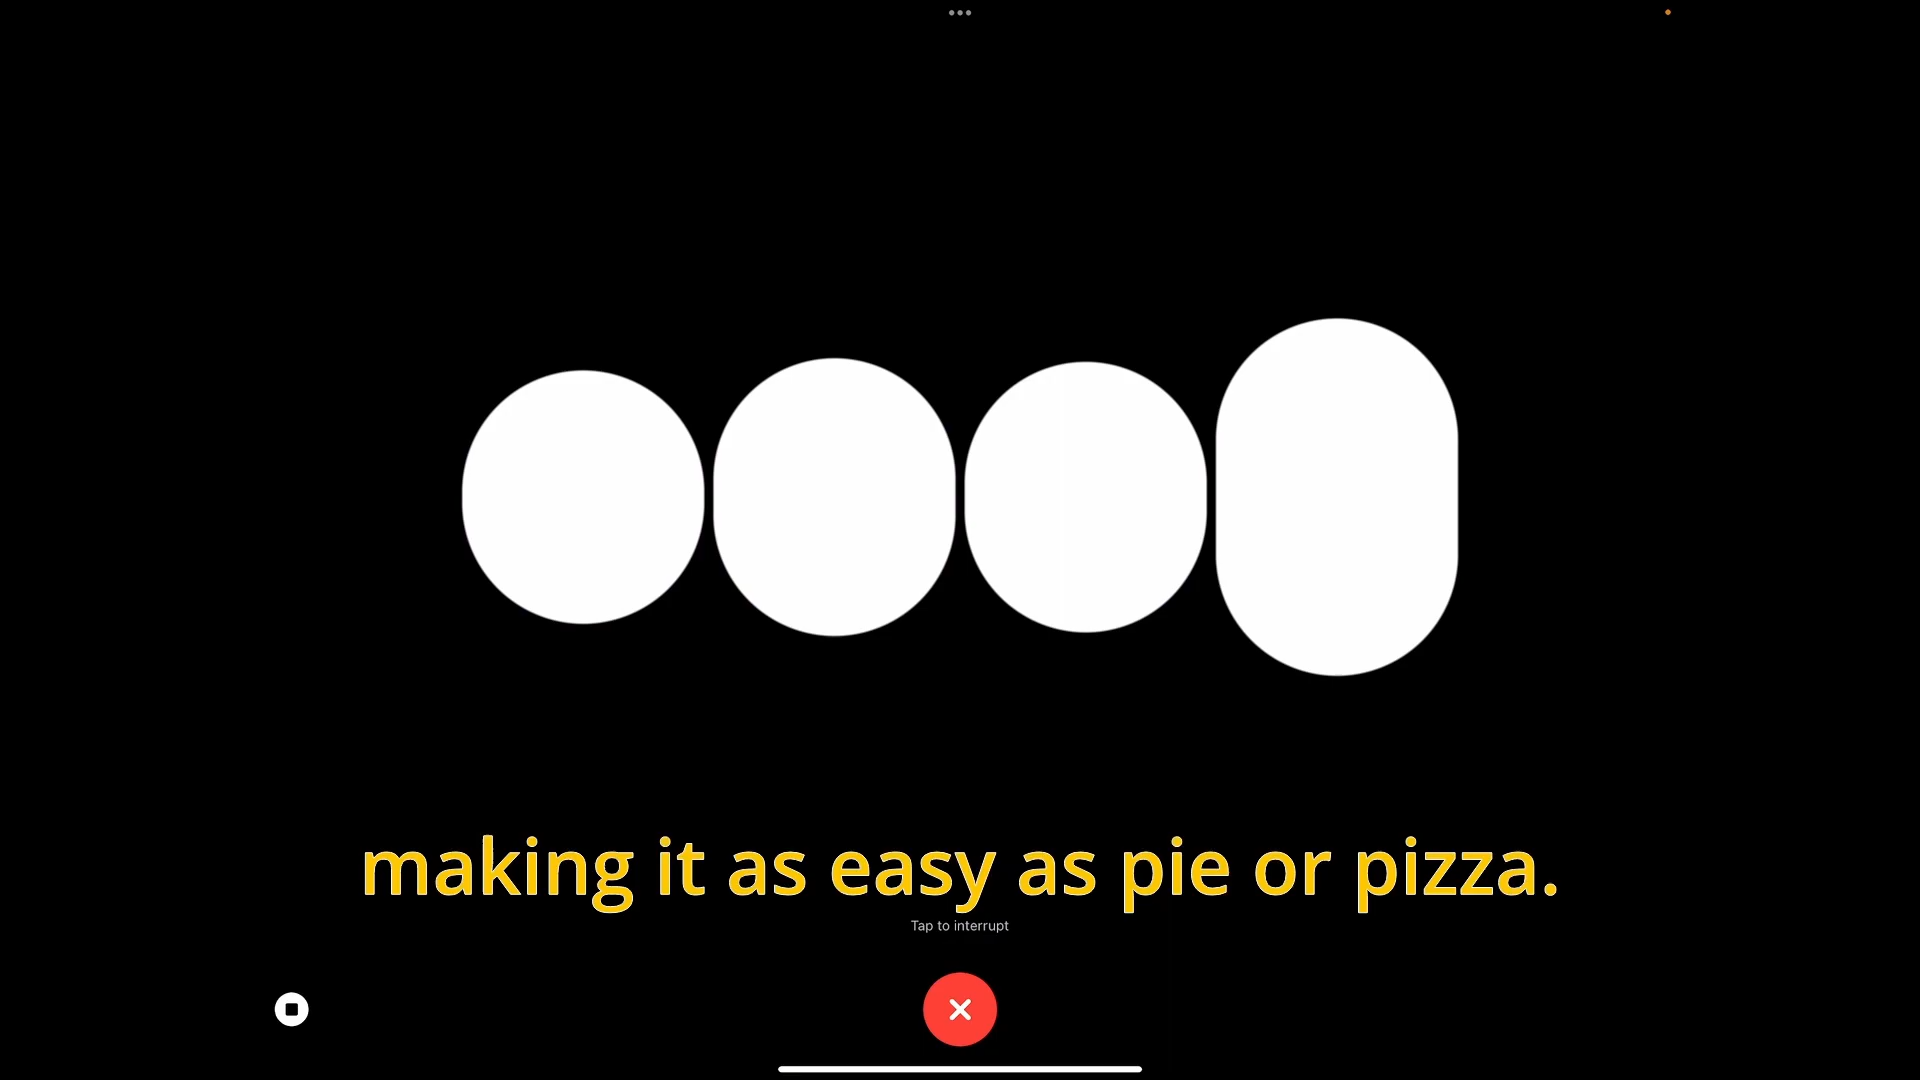 making it as easy as pie or pizza.
Tap to interrupt